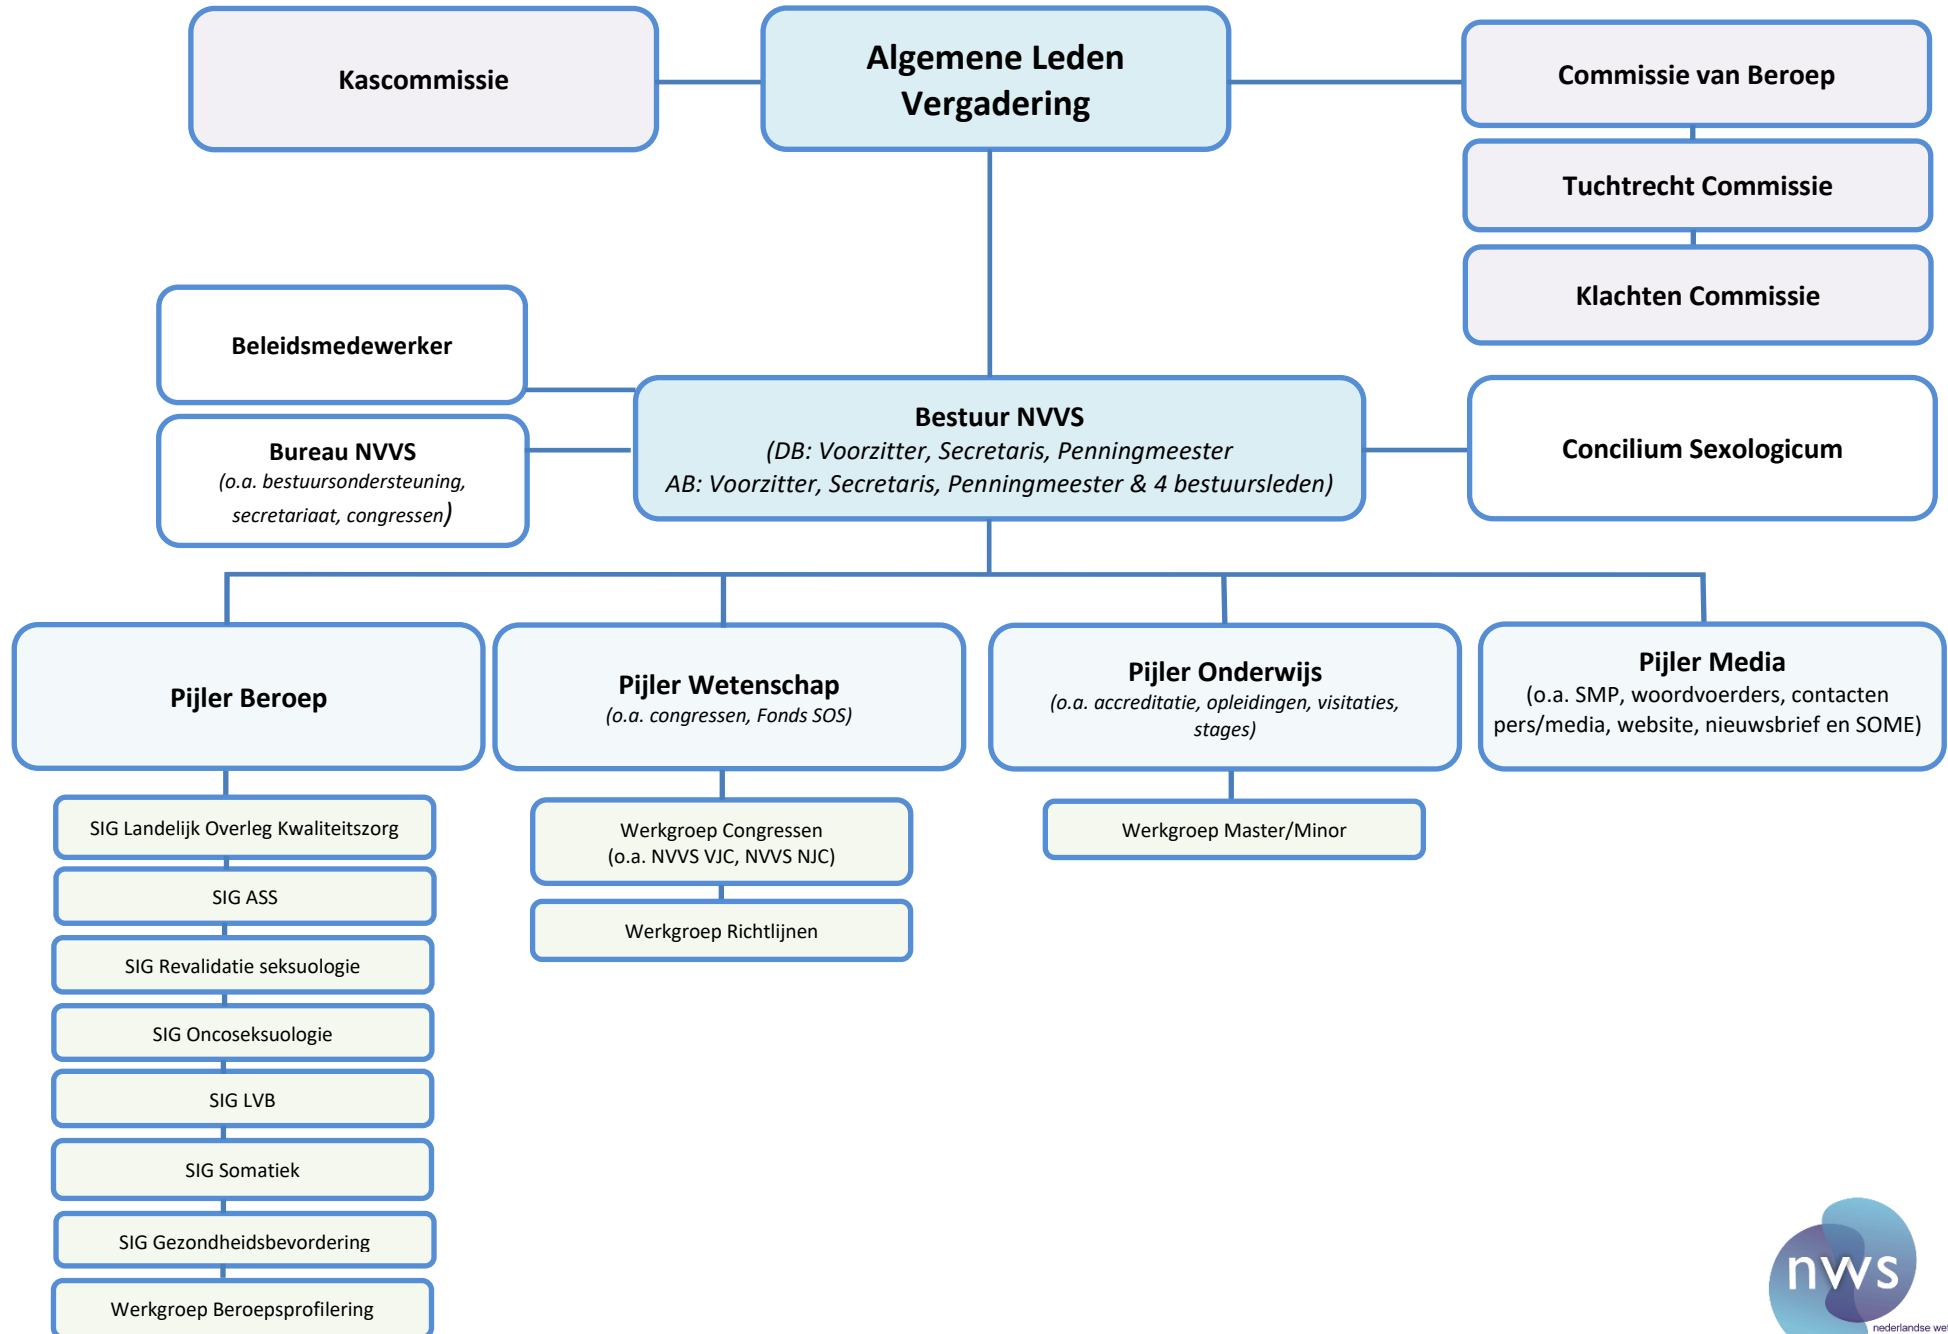 Kascommissie
Algemene Leden
Vergadering
Commissie van Beroep
Tuchtrecht Commissie
Klachten Commissie
Beleidsmedewerker
Bureau NVVS
(o.a. bestuursondersteuning,
secretariaat, congressen)
Bestuur NVVS
(DB: Voorzitter, Secretaris, Penningmeester
AB: Voorzitter, Secretaris, Penningmeester & 4 bestuursleden)
Concilium Sexologicum
Pijler Beroep
Pijler Wetenschap
(o.a. congressen, Fonds SOS)
Pijler Onderwijs
(o.a. accreditatie, opleidingen, visitaties,
stages)
Pijler Media
(o.a. SMP, woordvoerders, contacten
pers/media, website, nieuwsbrief en SOME)
SIG Landelijk Overleg Kwaliteitszorg
SIG ASS
SIG Revalidatie seksuologie
SIG Oncoseksuologie
SIG LVB
SIG Somatiek
SIG Gezondheidsbevordering
Werkgroep Beroepsprofilering
Werkgroep Congressen
(o.a. NVVS VJC, NVVS NJC)
Werkgroep Richtlijnen
Werkgroep Master/Minor
nvvs
nederlandse we